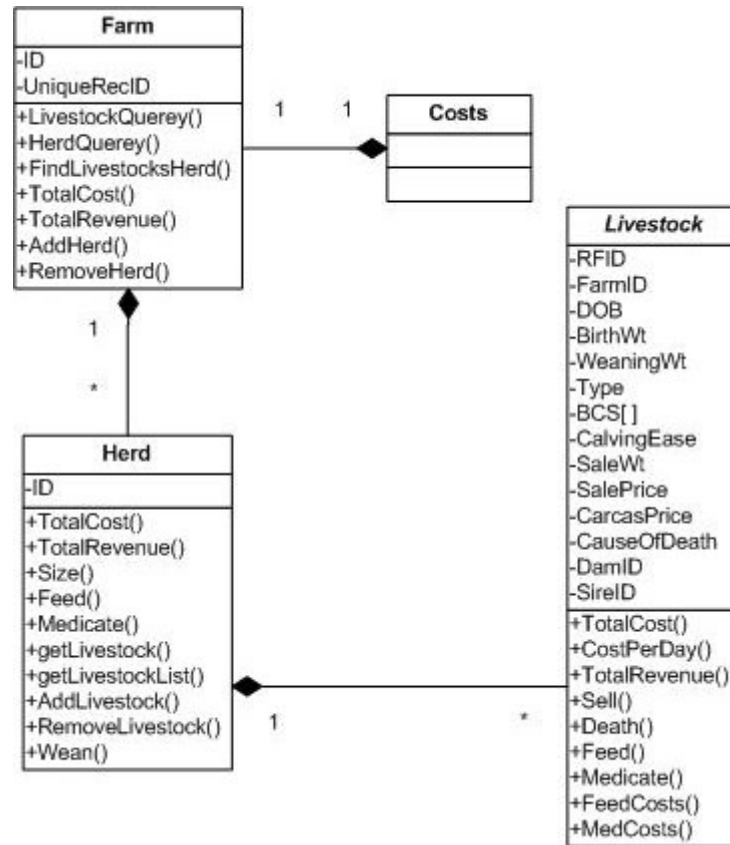 Farm
-ID
-UniqueRecID
+LivestockQuerey()
+HerdQuerey()
+FindLivestocksHerd()
+TotalCost()
+TotalRevenue()
+AddHerd()
+RemoveHerd()
1 1
Costs
1
*
Herd
-ID
+TotalCost()
+TotalRevenue()
+Size()
+Feed()
+Medicate()
+getLivestock()
+getLivestockList()
+AddLivestock()
+RemoveLivestock()
+Wean()
1 *
Livestock
-RFID
-FarmID
-DOB
-BirthWt
-WeaningWt
-Type
-BCS[ ]
-CalvingEase
-SaleWt
-SalePrice
-CarcasPrice
-CauseOfDeath
-DamID
-SireID
+TotalCost()
+CostPerDay()
+TotalRevenue()
+Sell()
+Death()
+Feed()
+Medicate()
+FeedCosts()
+MedCosts()